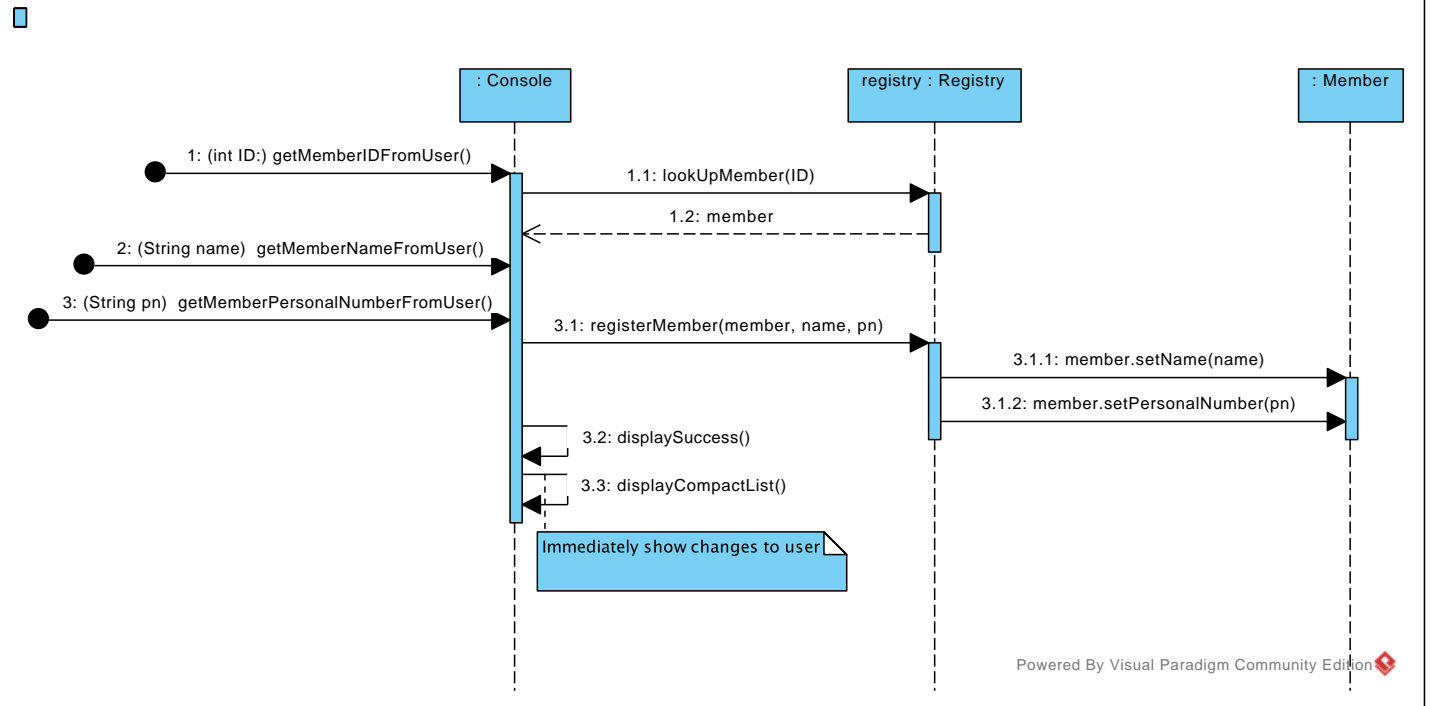 : Console
registry : Registry
: Member
1: (int ID:) getMemberIDFromUser()
1.1: lookUpMember(ID)
1.2: member
2: (String name)  getMemberNameFromUser()
3: (String pn)  getMemberPersonalNumberFromUser()
3.1: registerMember(member, name, pn)
3.1.1: member.setName(name)
3.1.2: member.setPersonalNumber(pn)
3.2: displaySuccess()
3.3: displayCompactList()
Immediately show changes to user
Powered By Visual Paradigm Community Edition